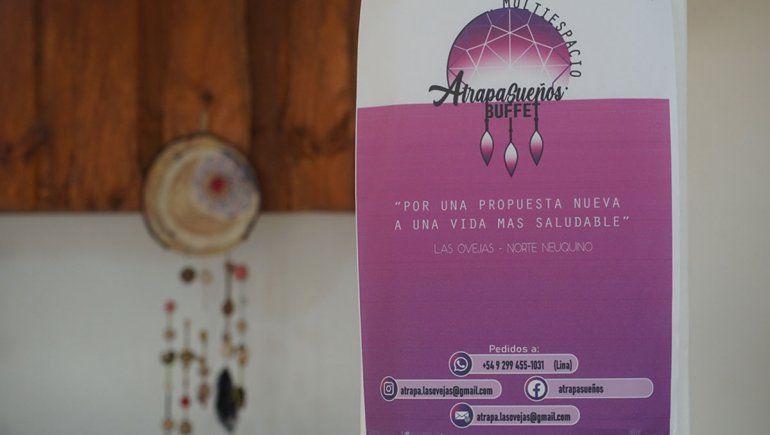 MULTIESPACIO
AtrapaSueños
BUFFET
"POR UNA PROPUESTA NUEVA
A UNA VIDA MAS SALUDABLE"
LAS OVEJAS - NORTE NEUQUINO
Pedidos a:
+54 9 299 455-1031 (Lina)
atrapa.lasovejas@gmail.com atrapasueños
atrapa.lasovejas@gmail.com